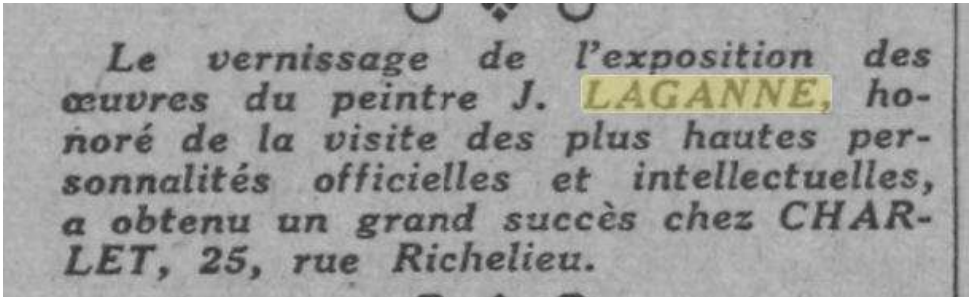 Le vernissage de l'exposition des
œuvres du peintre J. LAGANNE, ho-
noré de la visite des plus hautes per-
sonnalités officielles et intellectuelles,
a obtenu un grand succès chez CHAR-
LET, 25, rue Richelieu.